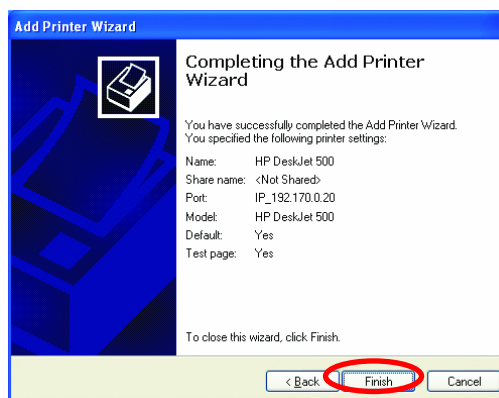 Add Printer Wizard
Completing the Add Printer
Wizard
You have successfully completed the Add Printer Wizard.
You specified the following printer settings:
Name: HP DeskJet 500
Share name: <Not Shared>
Port: IP_192.170.0.20
Model: HP DeskJet 500
Default: Yes
Test page: Yes
To close this wizard, click Finish.
< Back Finish Cancel